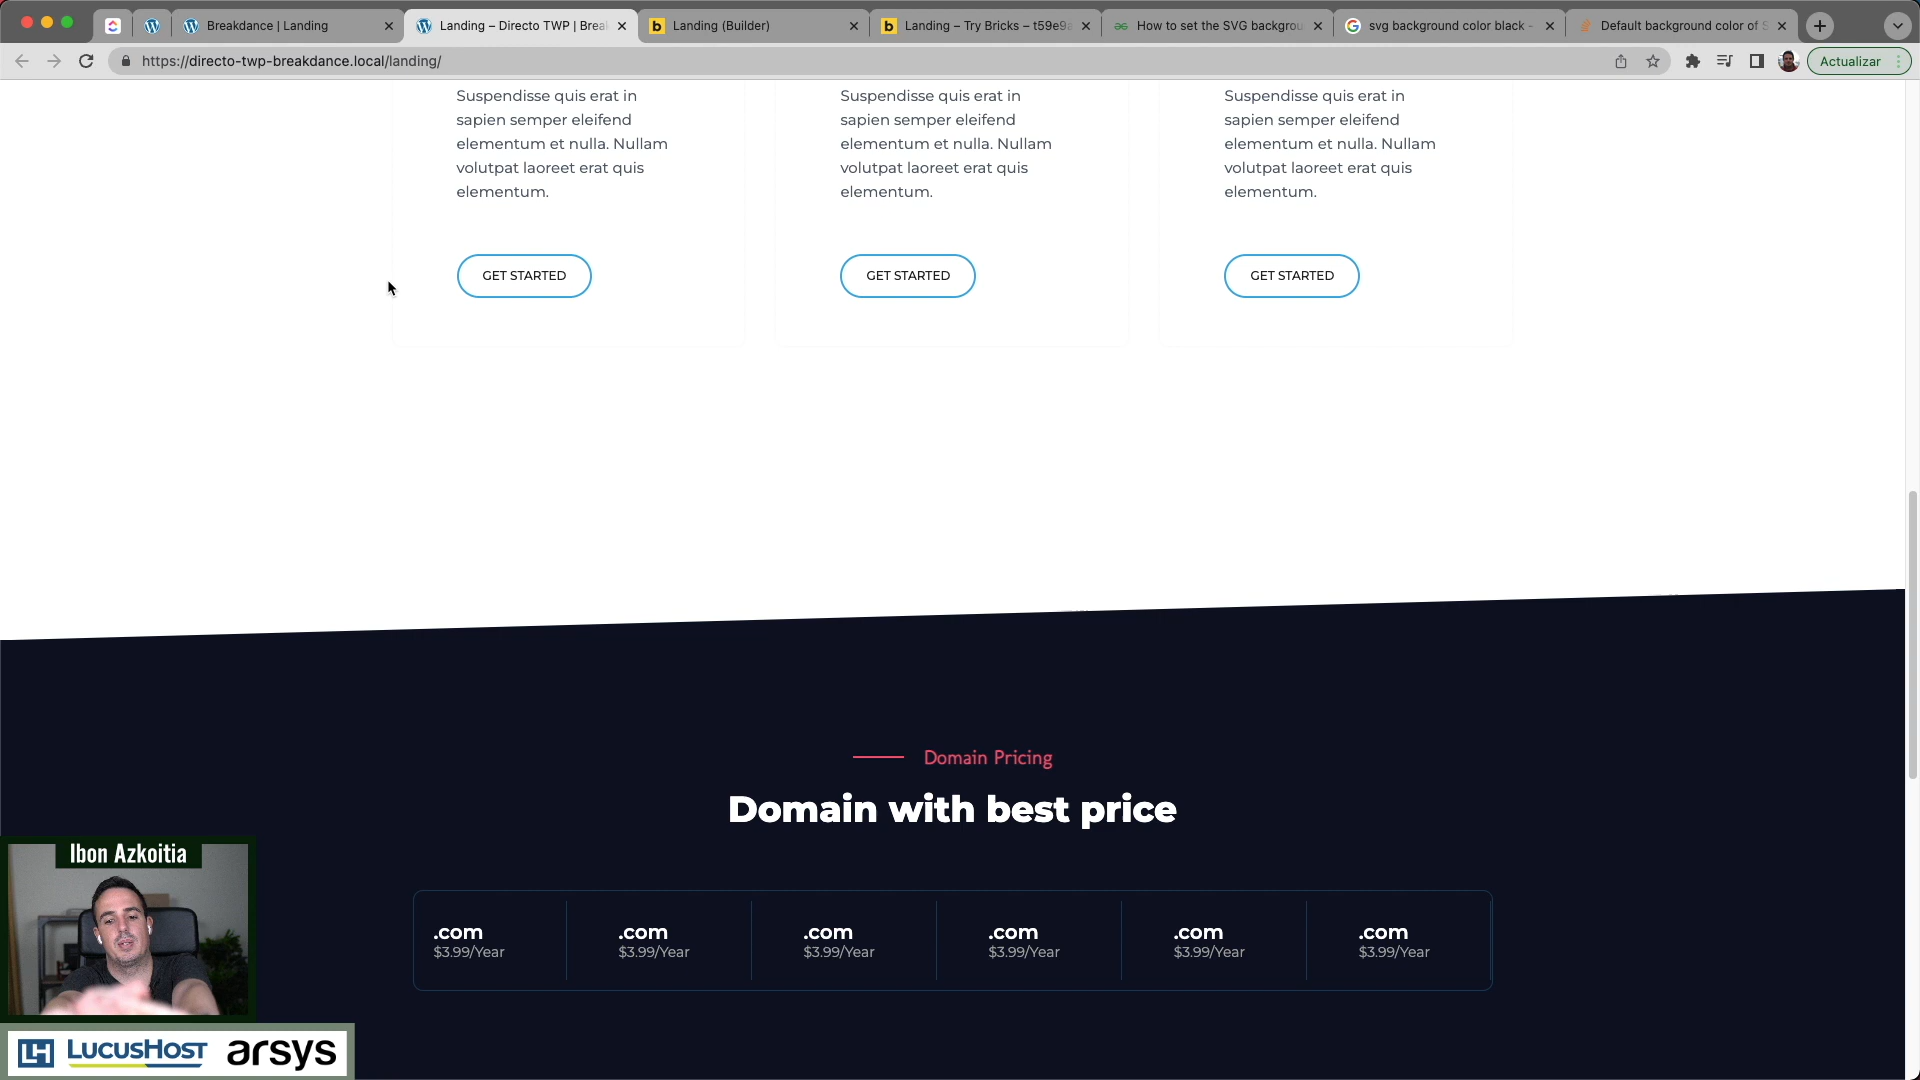 Breakdance | Landing
Landing – Directo TWP | Break
Landing (Builder)
Landing – Try Bricks – t59e9a
How to set the SVG backgrou
svg background color black -
Default background color of S
https://directo-twp-breakdance.local/landing/
Actualizar
Suspendisse quis erat in
sapien semper eleifend
elementum et nulla. Nullam
volutpat laoreet erat quis
elementum.
GET STARTED
Suspendisse quis erat in
sapien semper eleifend
elementum et nulla. Nullam
volutpat laoreet erat quis
elementum.
GET STARTED
Suspendisse quis erat in
sapien semper eleifend
elementum et nulla. Nullam
volutpat laoreet erat quis
elementum.
GET STARTED
Domain Pricing
Domain with best price
.com
$3.99/Year
.com
$3.99/Year
.com
$3.99/Year
.com
$3.99/Year
.com
$3.99/Year
.com
$3.99/Year
Ibon Azkoitia
LH LUCUSHOST arsys